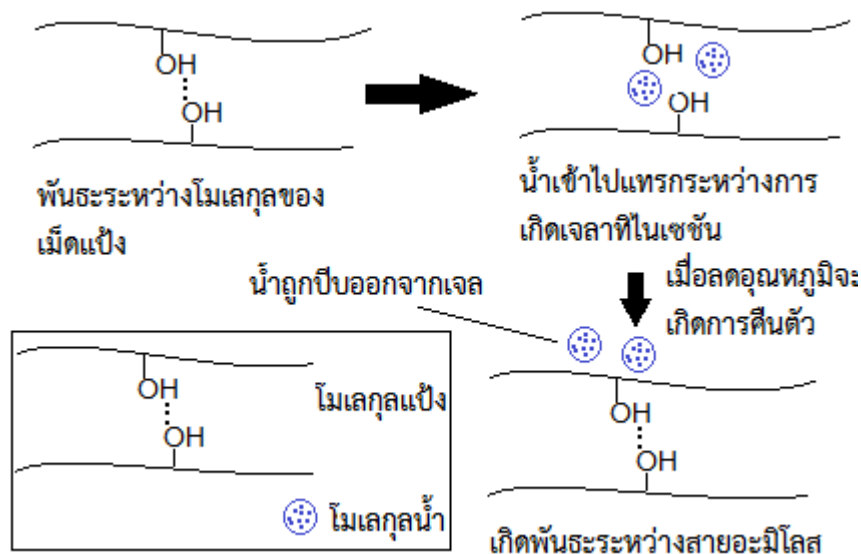 OH
OH
พันธะระหว่างโมเลกุลของ
เม็ดแป้ง
OH
OH
น้ำเข้าไปแทรกระหว่างการ
เกิดเจลาทิไนเซชัน
เมื่อลดอุณหภูมิจะ
เกิดการคืนตัว
น้ำถูกบีบออกจากเจล
OH
OH
เกิดพันธะระหว่างสายอะมิโลส
OH
OH
โมเลกุลแป้ง
โมเลกุลน้ำ